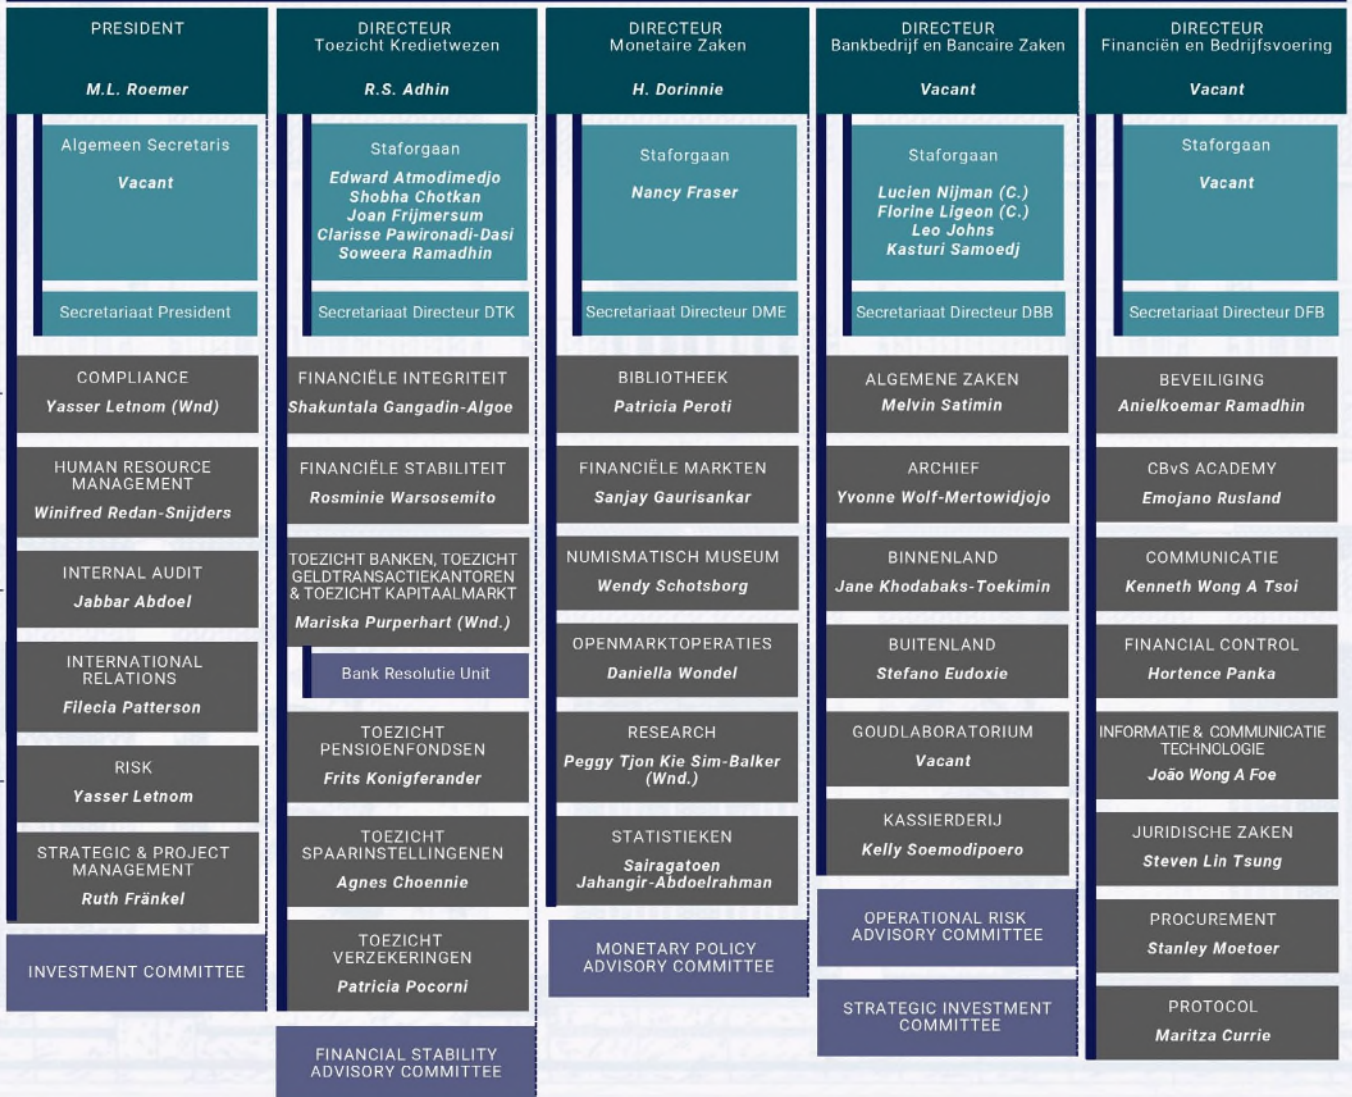 PRESIDENT
M.L. Roemer
Algemeen Secretaris
Vacant
Secretariaat President
COMPLIANCE
Yasser Letnom (Wnd)
HUMAN RESOURCE
MANAGEMENT
Winifred Redan-Snijders
INTERNAL AUDIT
Jabbar Abdoel
INTERNATIONAL
RELATIONS
Filecia Patterson
RISK
Yasser Letnom
STRATEGIC & PROJECT
MANAGEMENT
Ruth Fränkel
INVESTMENT COMMITTEE
DIRECTEUR
Toezicht Kredietwezen
R.S. Adhin
Staforgaan
Edward Atmodimedjo
Shobha Chotkan
Joan Frijmersum
Clarisse Pawironadi-Dasi
Soweera Ramadhin
Secretariaat Directeur DTK
FINANCIËLE INTEGRITEIT
Shakuntala Gangadin-Algoe
FINANCIËLE STABILITEIT
Rosminie Warsosemito
TOEZICHT BANKEN, TOEZICHT
GELDTRANSACTIEKANTOREN
& TOEZICHT KAPITAALMARKT
Mariska Purperhart (Wnd.)
Bank Resolutie Unit
TOEZICHT
PENSIOENFONDSEN
Frits Konigferander
TOEZICHT
SPAARINSTELLINGENEN
Agnes Choennie
TOEZICHT
VERZEKERINGEN
Patricia Pocorni
FINANCIAL STABILITY
ADVISORY COMMITTEE
DIRECTEUR
Monetaire Zaken
H. Dorinnie
Staforgaan
Nancy Fraser
Secretariaat Directeur DME
BIBLIOTHEEK
Patricia Peroti
FINANCIËLE MARKTEN
Sanjay Gaurisankar
NUMISMATISCH MUSEUM
Wendy Schotsborg
OPENMARKTOPERATIES
Daniella Wondel
RESEARCH
Peggy Tjon Kie Sim-Balker
(Wnd.)
STATISTIEKEN
Sairagatoen
Jahangir-Abdoelrahman
MONETARY POLICY
ADVISORY COMMITTEE
DIRECTEUR
Bankbedrijf en Bancaire Zaken
Vacant
Staforgaan
Lucien Nijman (C.)
Florine Ligeon (C.)
Leo Johns
Kasturi Samoedj
Secretariaat Directeur DBB
ALGEMENE ZAKEN
Melvin Satimin
ARCHIEF
Yvonne Wolf-Mertowidjojo
BINNENLAND
Jane Khodabaks-Toekimin
BUITENLAND
Stefano Eudoxie
GOUDLABORATORIUM
Vacant
KASSIERDERIJ
Kelly Soemodipoero
OPERATIONAL RISK
ADVISORY COMMITTEE
STRATEGIC INVESTMENT
COMMITTEE
DIRECTEUR
Financiën en Bedrijfsvoering
Vacant
Staforgaan
Vacant
Secretariaat Directeur DFB
BEVEILIGING
Anielkoemar Ramadhin
CBvS ACADEMY
Emojano Rusland
COMMUNICATIE
Kenneth Wong A Tsoi
FINANCIAL CONTROL
Hortence Panka
INFORMATIE & COMMUNICATIE
TECHNOLOGIE
João Wong A Foe
JURIDISCHE ZAKEN
Steven Lin Tsung
PROCUREMENT
Stanley Moetoer
PROTOCOL
Maritza Currie